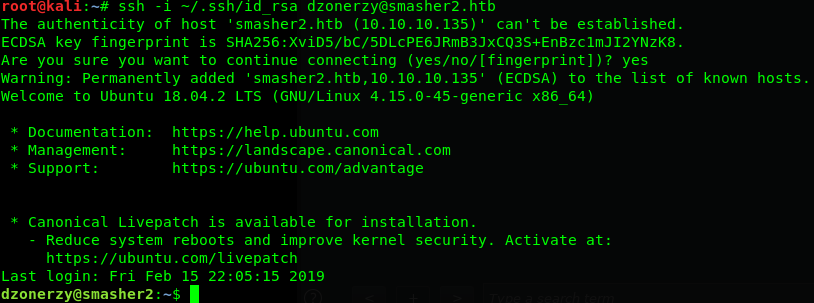 root@kali:~# ssh -i ~/.ssh/id_rsa dzonerzy@smasher2.htb
The authenticity of host 'smasher2.htb (10.10.10.135)' can't be established.
ECDSA key fingerprint is SHA256:XviD5/bC/5DLcPE6JRmB3JxCQ3S+EnBzc1mJI2YNzK8.
Are you sure you want to continue connecting (yes/no/[fingerprint])? yes
Warning: Permanently added 'smasher2.htb,10.10.10.135' (ECDSA) to the list of known hosts.
Welcome to Ubuntu 18.04.2 LTS (GNU/Linux 4.15.0-45-generic x86_64)
 * Documentation:  https://help.ubuntu.com
 * Management:     https://landscape.canonical.com
 * Support:        https://ubuntu.com/advantage
 * Canonical Livepatch is available for installation.
   - Reduce system reboots and improve kernel security. Activate at:
     https://ubuntu.com/livepatch
Last login: Fri Feb 15 22:05:15 2019
dzonerzy@smasher2:~$